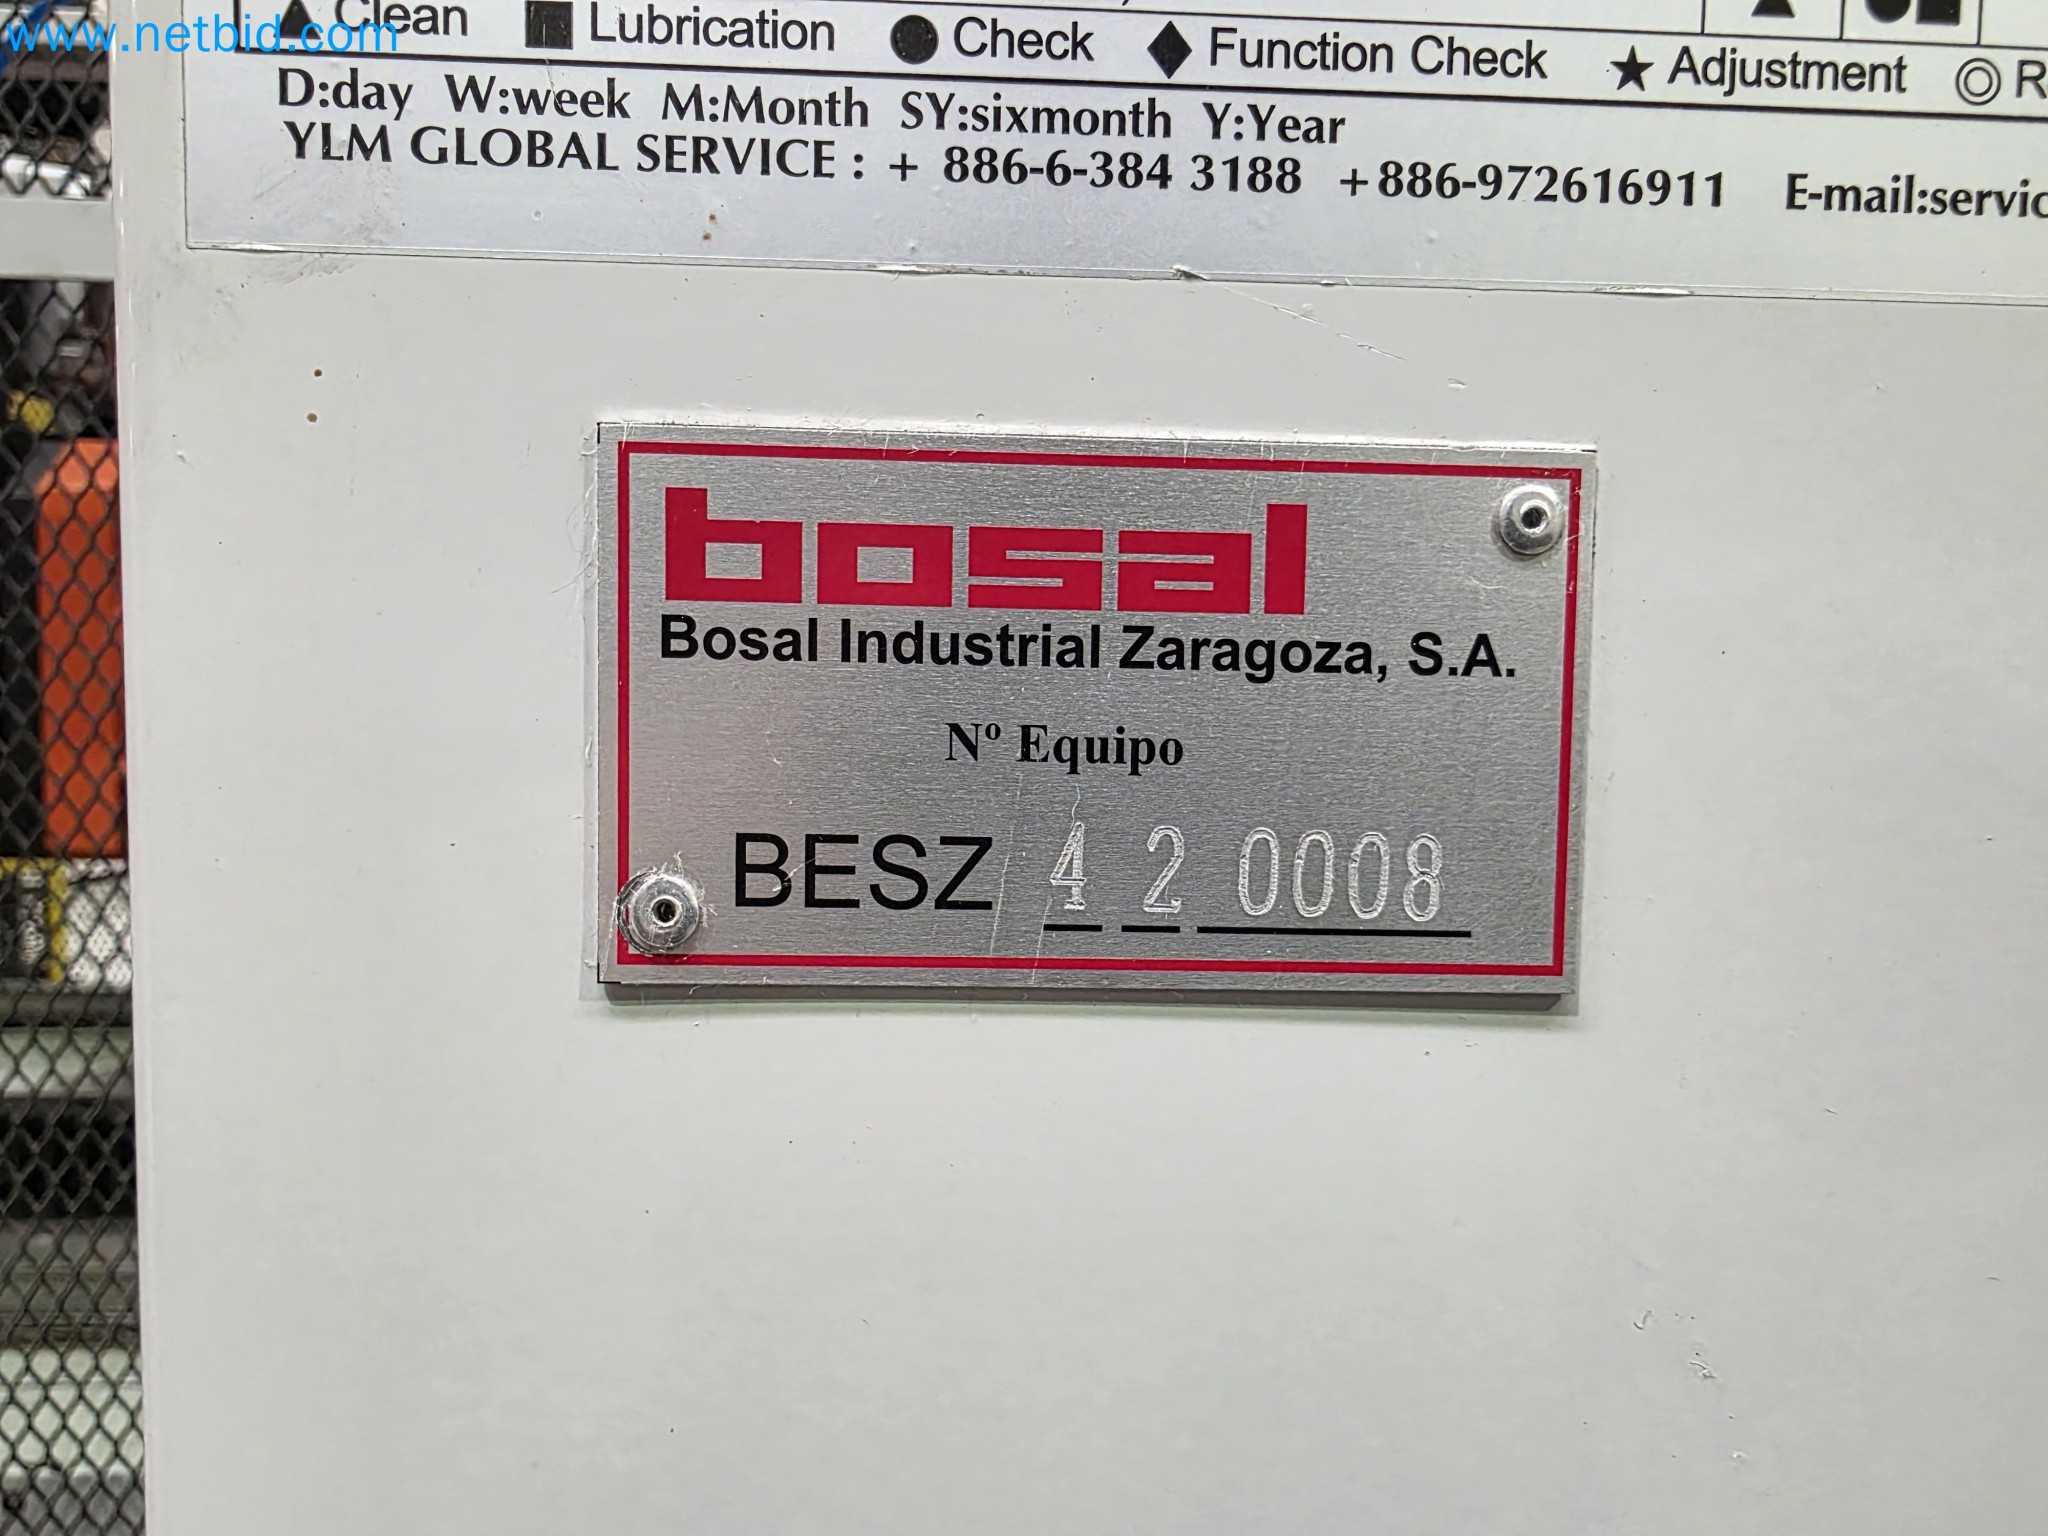 www.netbid.com
▲ Clean ■ Lubrication ● Check ◆ Function Check ★ Adjustment ◎ R
D:day W:week M:Month SY:sixmonth Y:Year
YLM GLOBAL SERVICE : + 886-6-384 3188 +886-972616911 E-mail:servic
bosal
Bosal Industrial Zaragoza, S.A.
Nº Equipo
BESZ 4 2 0008